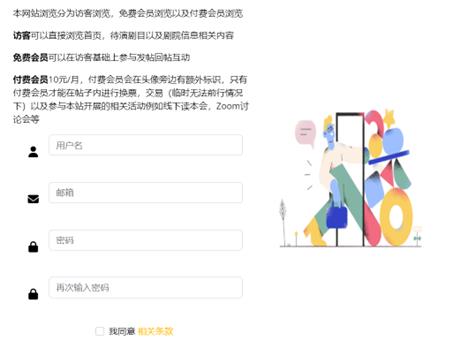 本网站浏览分为访客浏览，免费会员浏览以及付费会员浏览
访客可以直接浏览首页，待演剧目以及剧院信息相关内容
免费会员可以在访客基础上参与发帖回帖互动
付费会员10元/月，付费会员会在头像旁边有额外标识，只有
付费会员才能在帖子内进行换票，交易（临时无法前行情况
下）以及参与本站开展的相关活动例如线下读本会，Zoom讨
论会等
用户名
邮箱
密码
再次输入密码
我同意 相关条款